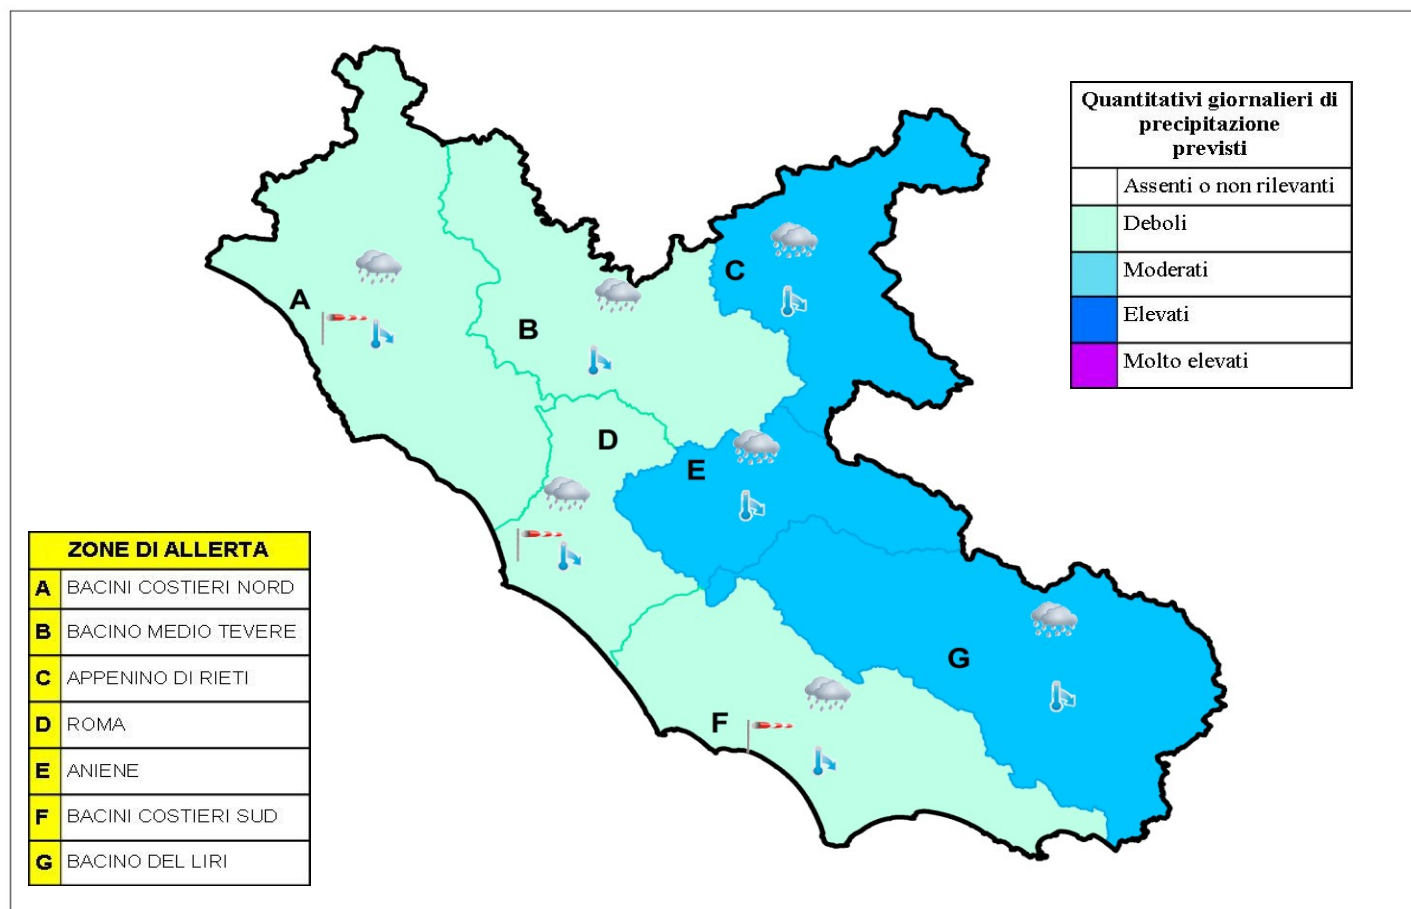 Quantitativi giornalieri di
precipitazione
previsti
Assenti o non rilevanti
Deboli
Moderati
Elevati
Molto elevati
A
B
C
D
E
F
G
ZONE DI ALLERTA
A BACINI COSTIERI NORD
B BACINO MEDIO TEVERE
C APPENINO DI RIETI
D ROMA
E ANIENE
F BACINI COSTIERI SUD
G BACINO DEL LIRI